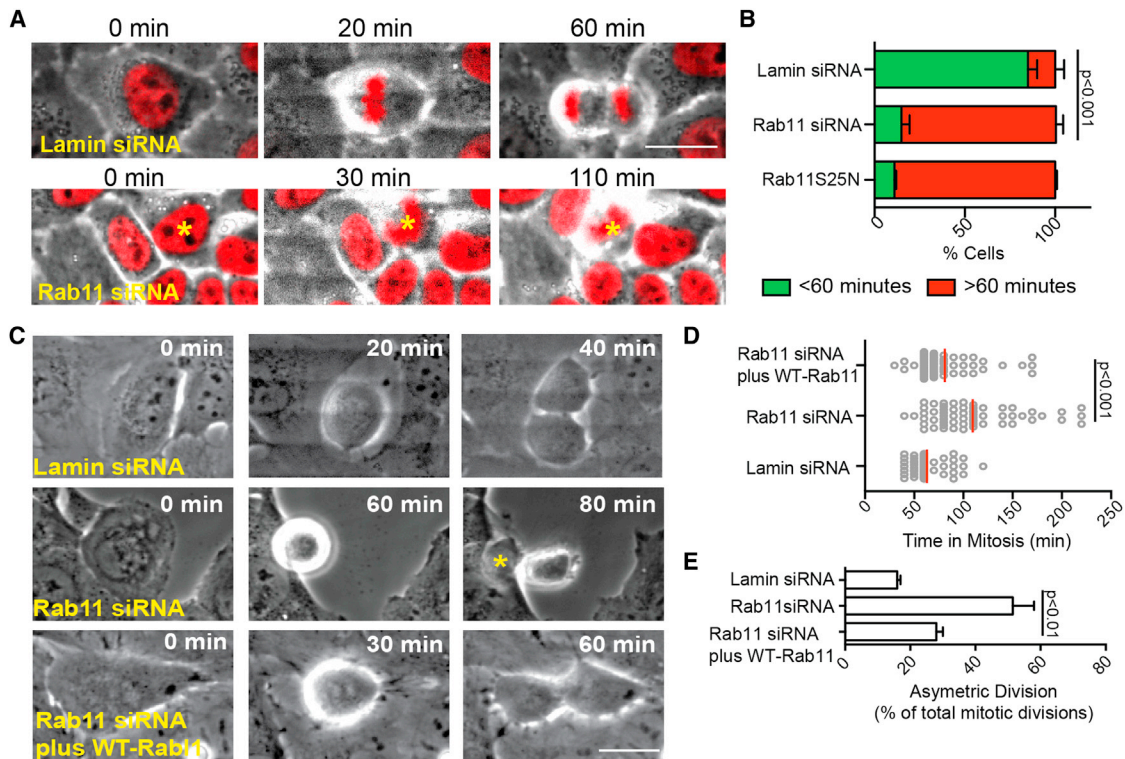 A
0 min
20 min
60 min
Lamin siRNA
0 min
30 min
110 min
*
*
*
Rab11 siRNA
B
Lamin siRNA
Rab11 siRNA
Rab11S25N
p<0.001
0
50
100
% Cells
<60 minutes
>60 minutes
C
0 min
20 min
40 min
Lamin siRNA
0 min
60 min
80 min
*
Rab11 siRNA
0 min
30 min
60 min
Rab11 siRNA
plus WT-Rab11
D
Rab11 siRNA
plus WT-Rab11
Rab11 siRNA
Lamin siRNA
p<0.001
0
50
100
150
200
250
Time in Mitosis (min)
E
Lamin siRNA
Rab11siRNA
Rab11 siRNA
plus WT-Rab11
p<0.01
0
20
40
60
80
Asymetric Division
(% of total mitotic divisions)